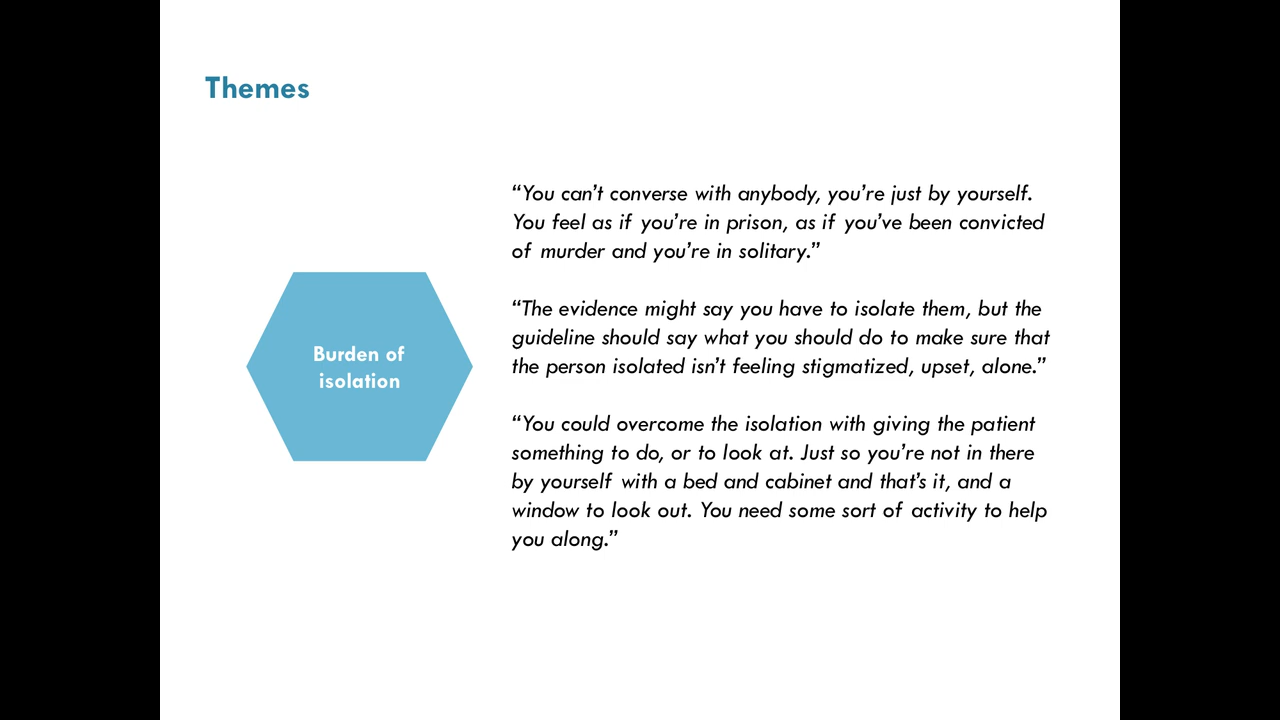 Themes
Burden of
isolation
“You can’t converse with anybody, you’re just by yourself.
You feel as if you’re in prison, as if you’ve been convicted
of murder and you’re in solitary.”
“The evidence might say you have to isolate them, but the
guideline should say what you should do to make sure that
the person isolated isn’t feeling stigmatized, upset, alone.”
“You could overcome the isolation with giving the patient
something to do, or to look at. Just so you’re not in there
by yourself with a bed and cabinet and that’s it, and a
window to look out. You need some sort of activity to help
you along.”